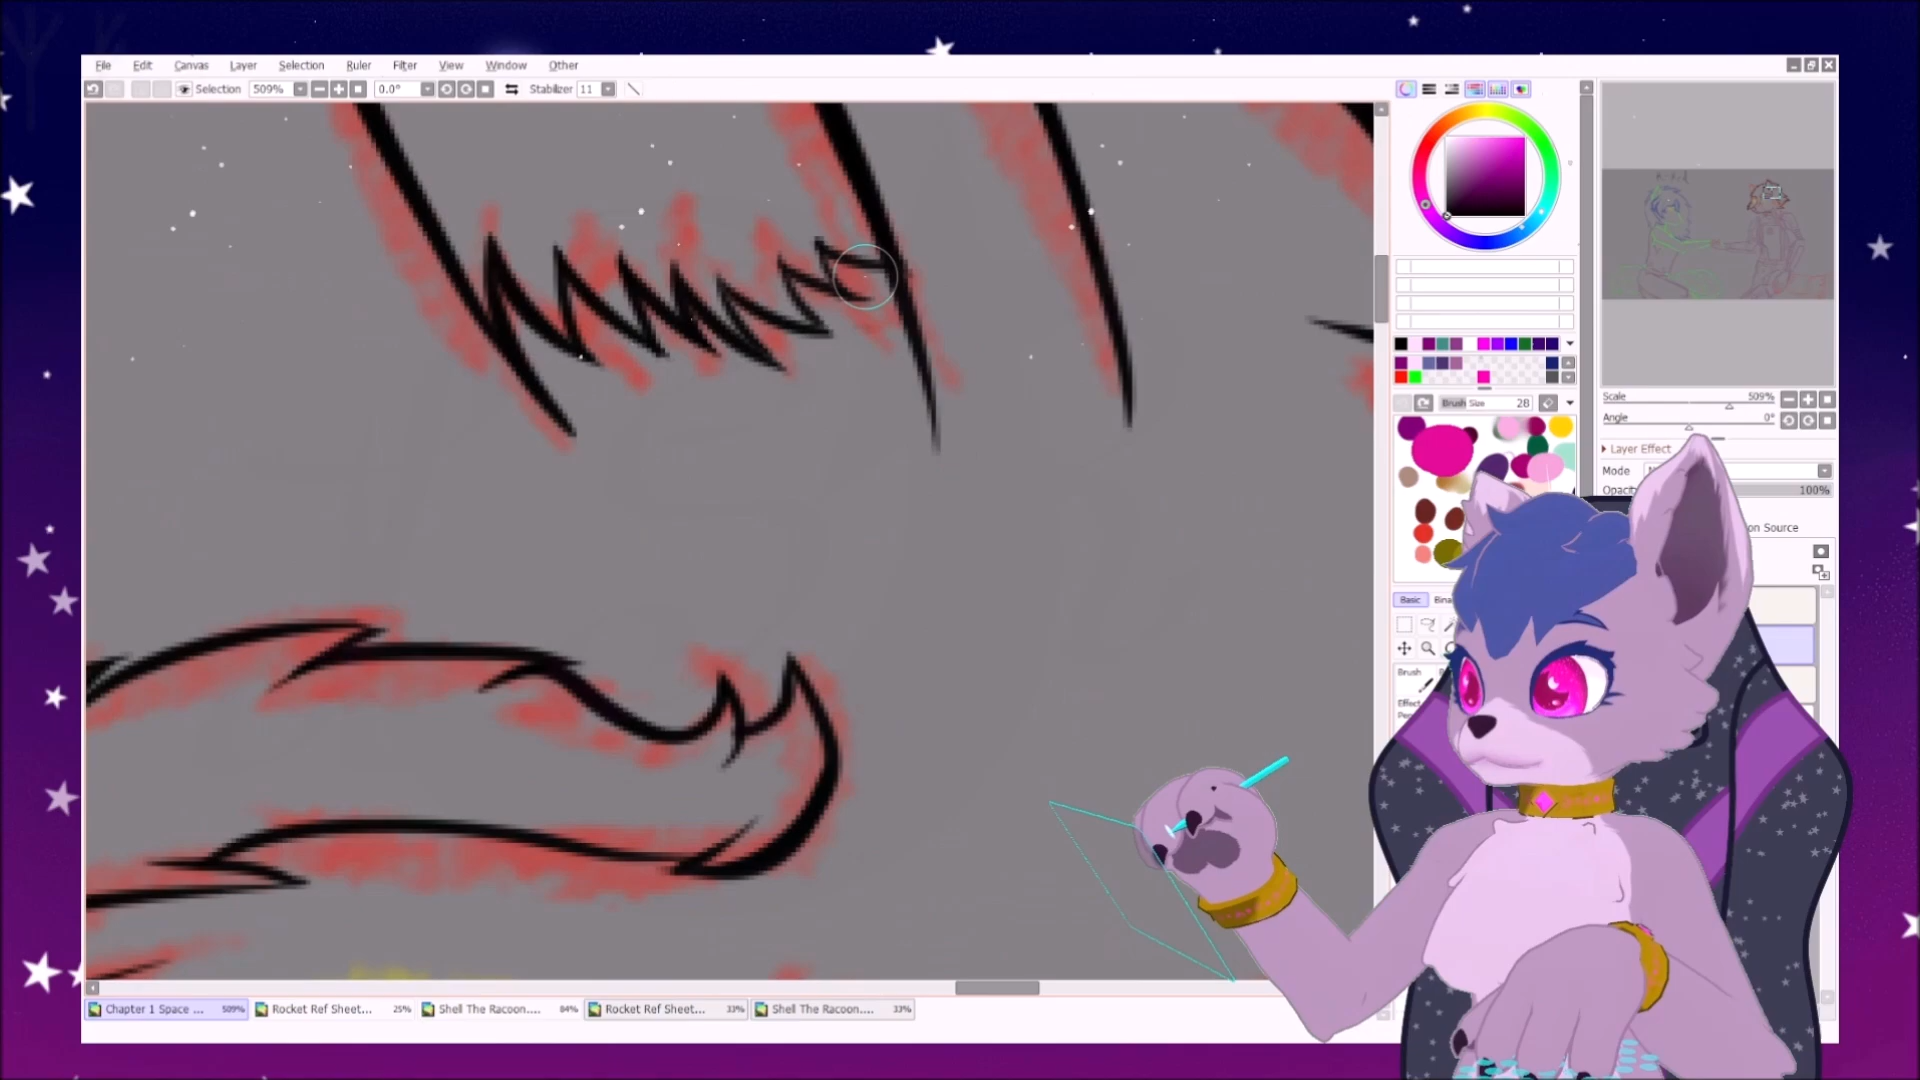 File Edit Canvas Layer Selection Ruler Filter View Window Other
Selection 509% 0.0° Stabilizer 11
Brush Size 28
Scale 509%
Angle 0°
Layer Effect
Mode
Opacity 100%
on Source
Basic
Brush
Effect
Chapter 1 Space ... 509% Rocket Ref Sheet... 25% Shell The Racoon.... 84% Rocket Ref Sheet... 33% Shell The Racoon.... 33%